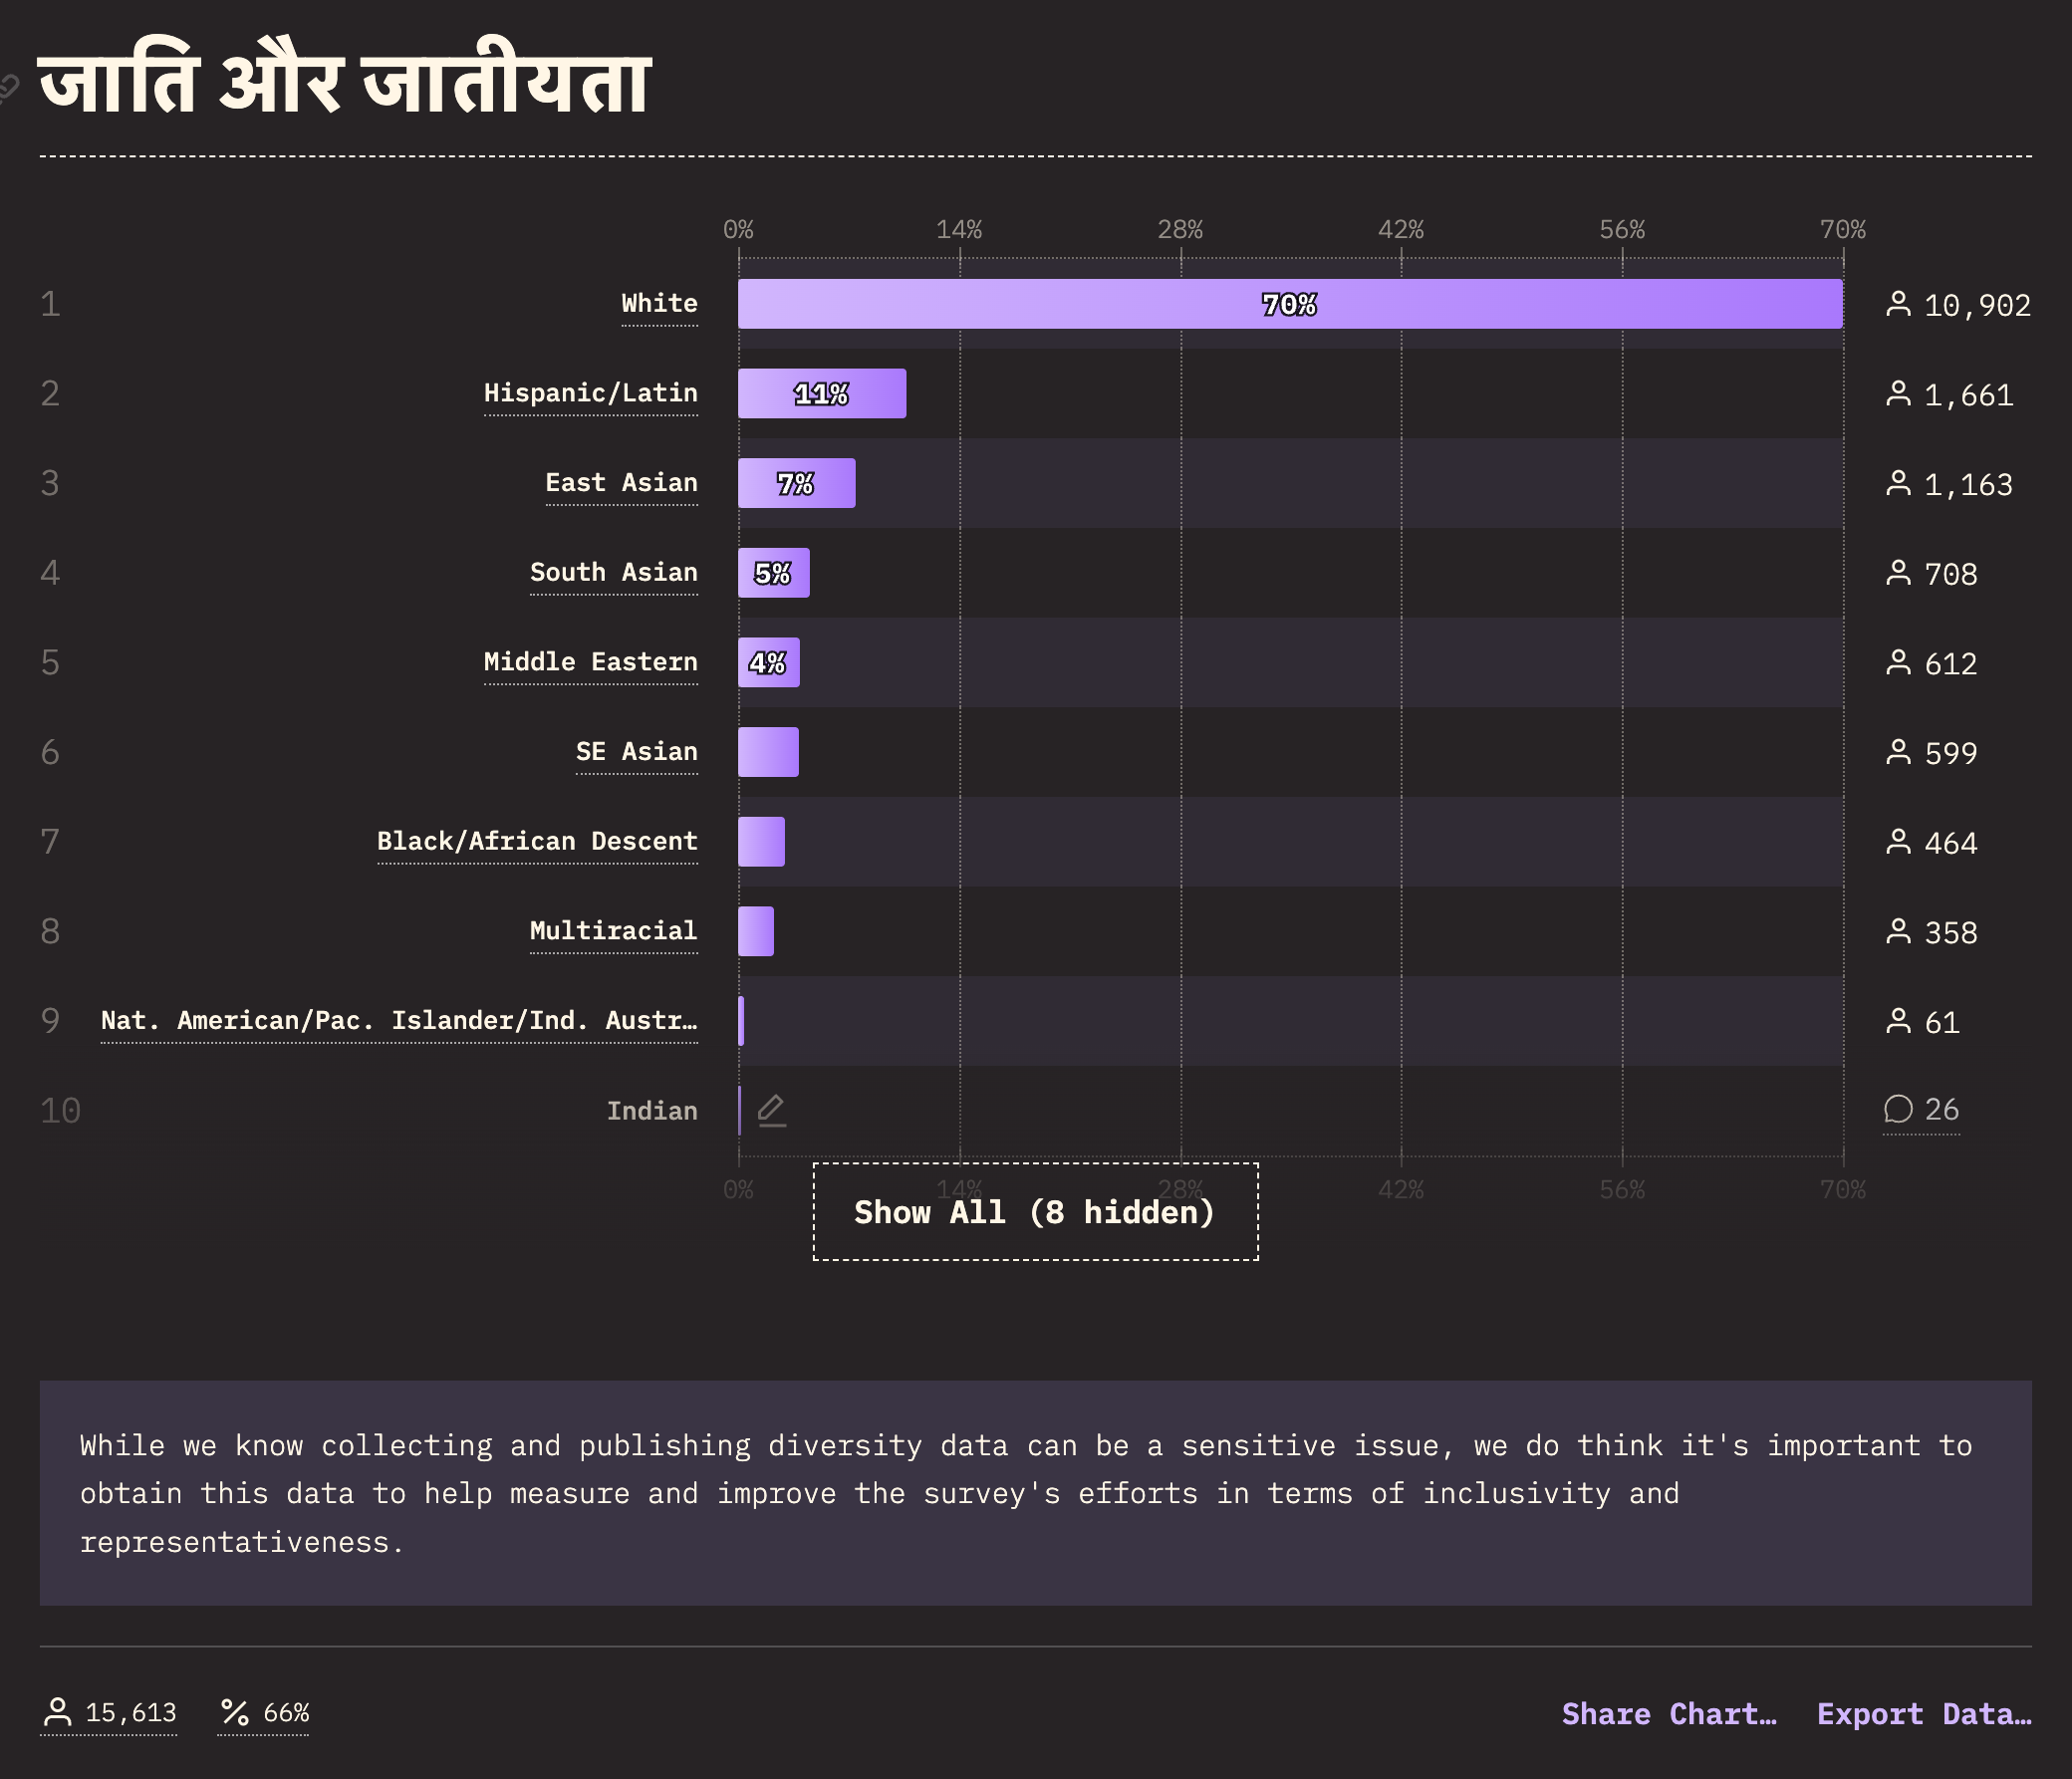 जाति और जातीयता
0% 14% 28% 42% 56% 70%
1 White 70% 10,902
2 Hispanic/Latin 11% 1,661
3 East Asian 7% 1,163
4 South Asian 5% 708
5 Middle Eastern 4% 612
6 SE Asian 599
7 Black/African Descent 464
8 Multiracial 358
9 Nat. American/Pac. Islander/Ind. Austr… 61
10 Indian 26
0% 14% 28% 42% 56% 70%
Show All (8 hidden)
While we know collecting and publishing diversity data can be a sensitive issue, we do think it's important to
obtain this data to help measure and improve the survey's efforts in terms of inclusivity and
representativeness.
15,613 % 66% Share Chart… Export Data…